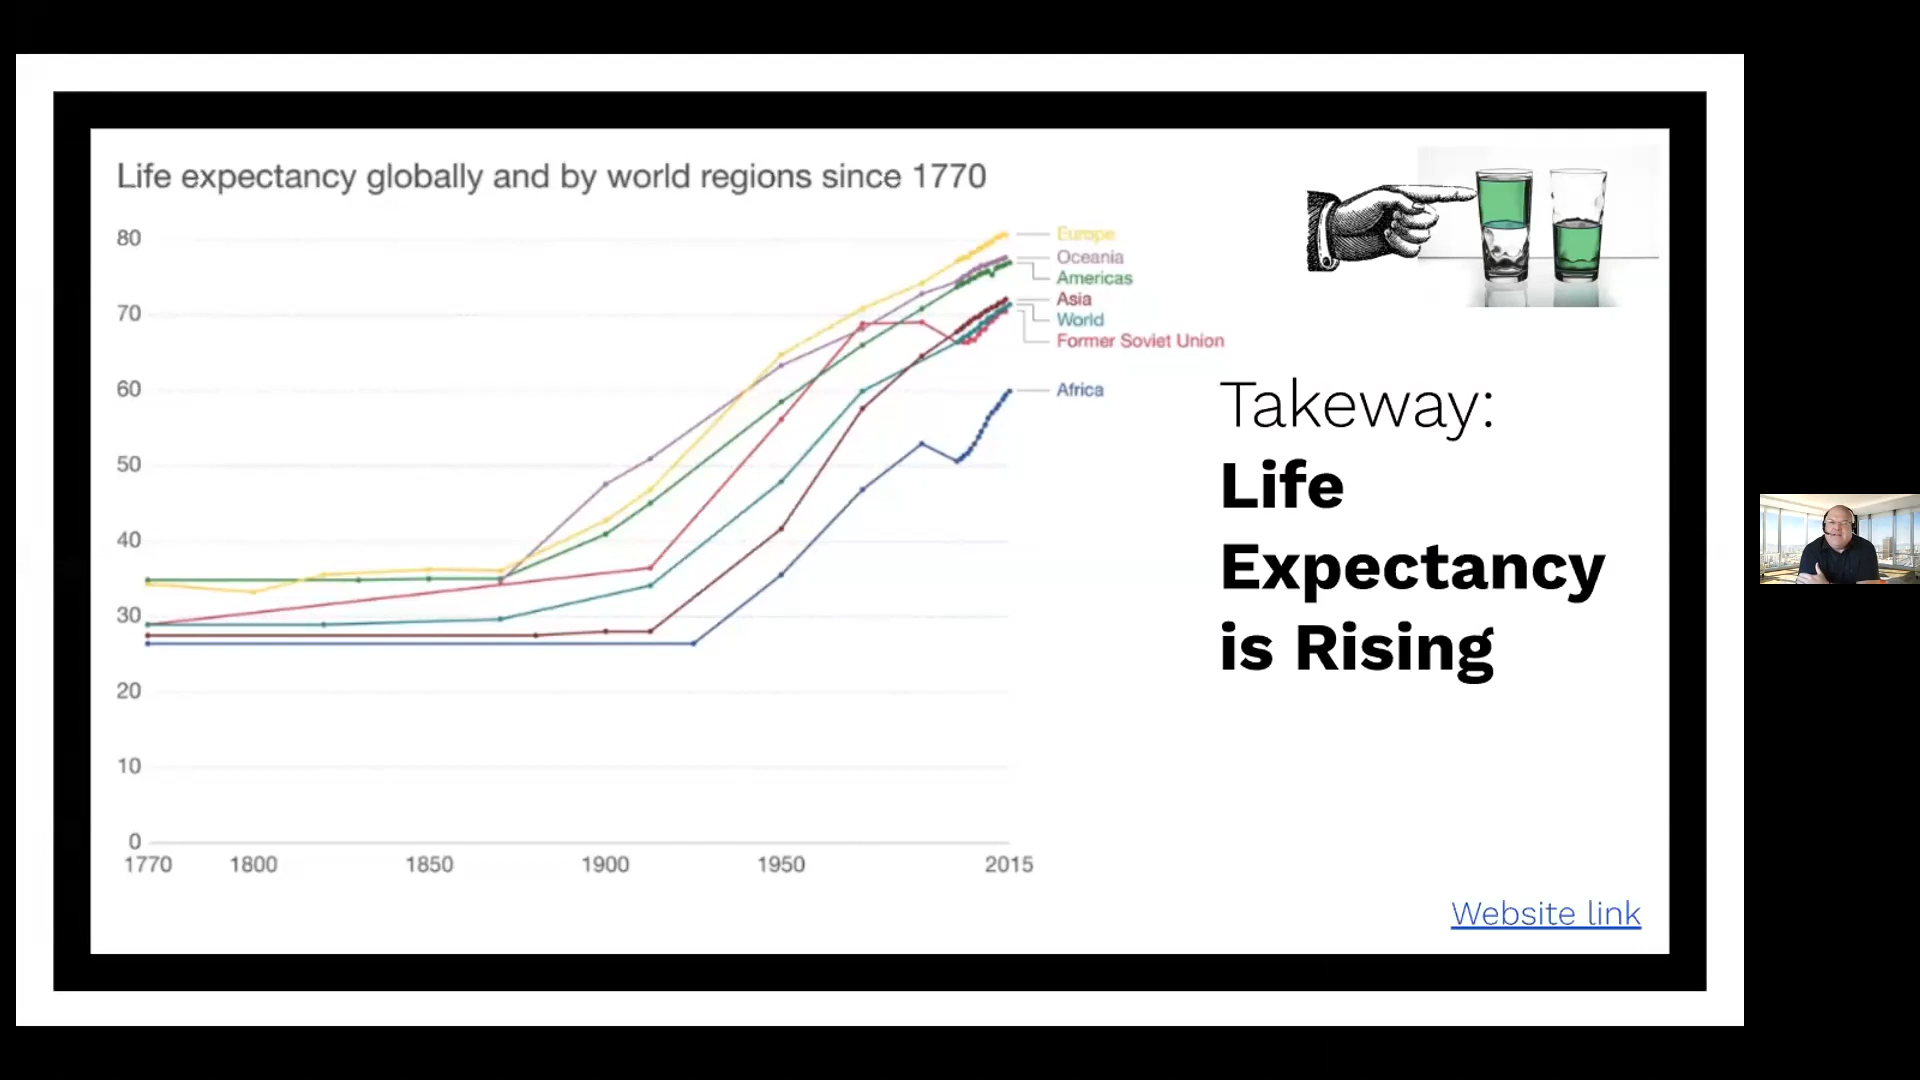 Life expectancy globally and by world regions since 1770
80
70
60
50
40
30
20
10
0
1770 1800 1850 1900 1950 2015
Europe
Oceania
Americas
Asia
World
Former Soviet Union
Africa
Takeway:
Life
Expectancy
is Rising
Website link